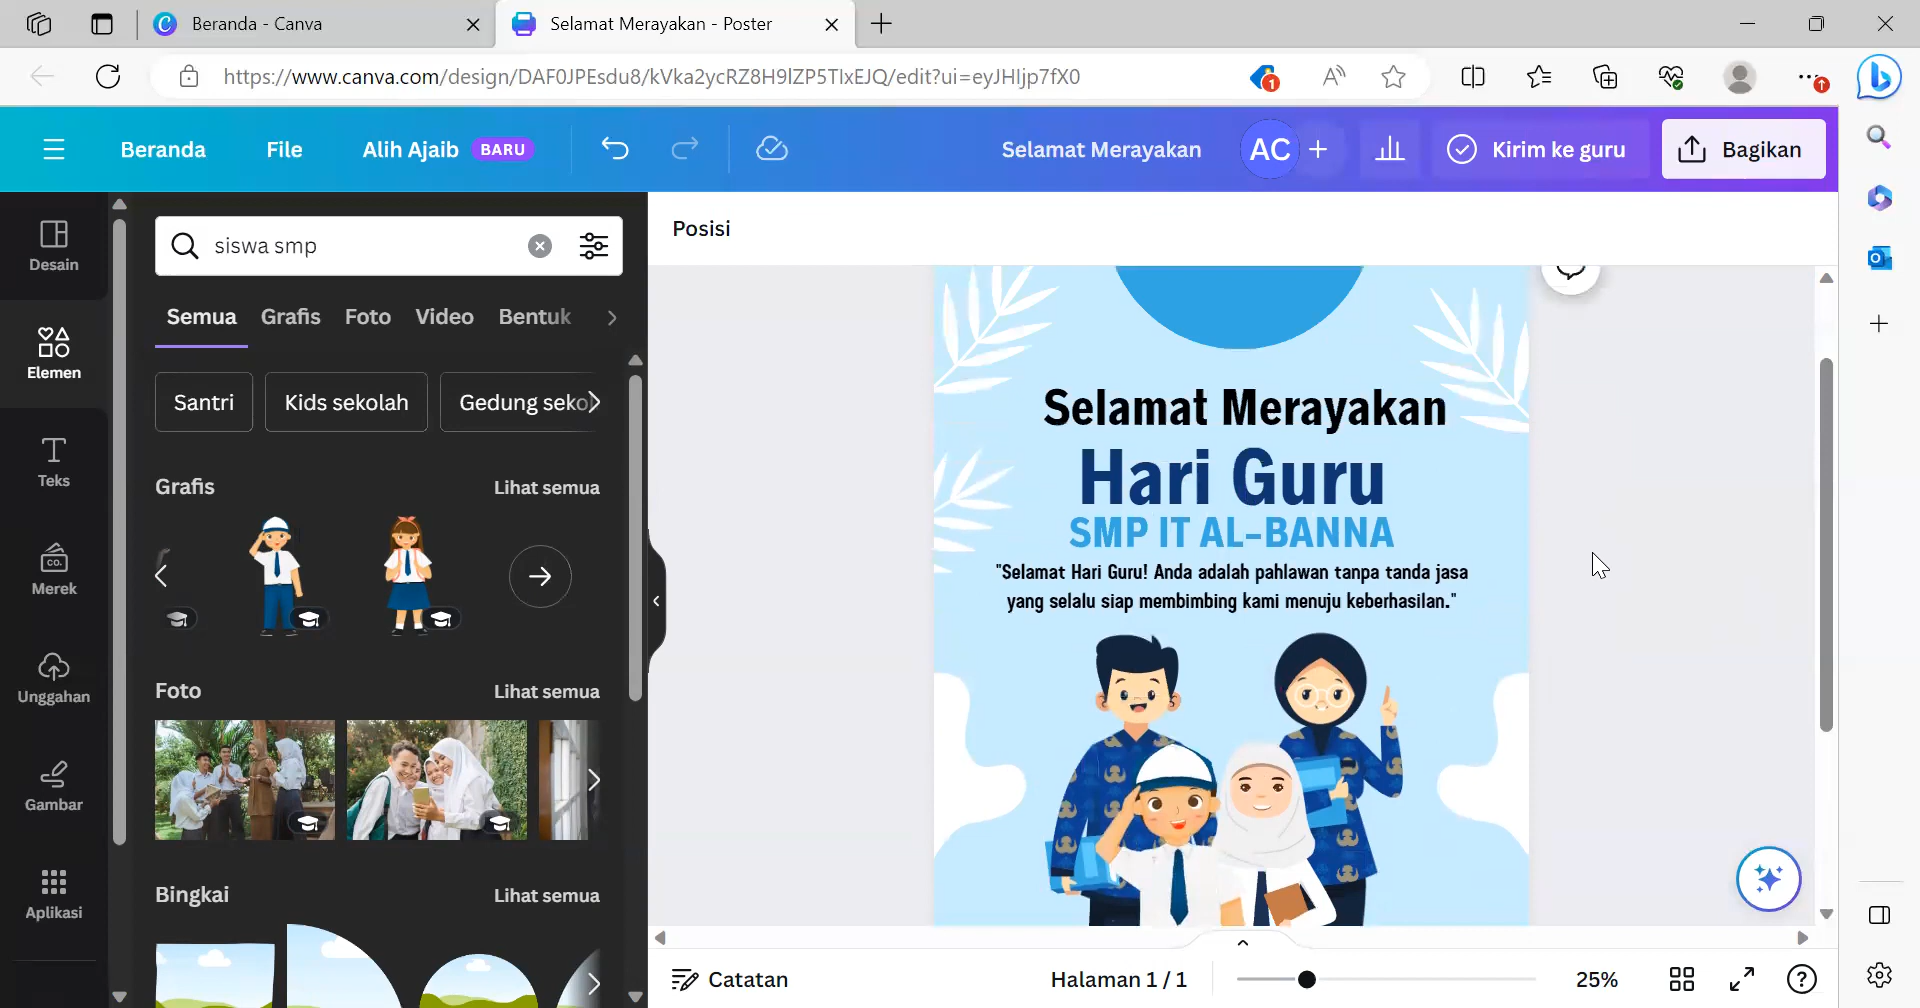 Beranda - Canva
Selamat Merayakan - Poster
https://www.canva.com/design/DAF0JPEsdu8/kVka2ycRZ8H9lZP5TIxEJQ/edit?ui=eyJHIjp7fX0
1
Beranda
File
Alih Ajaib
BARU
Selamat Merayakan
AC
Kirim ke guru
Bagikan
Desain
Elemen
Teks
Merek
Unggahan
Gambar
Aplikasi
siswa smp
Semua
Grafis
Foto
Video
Bentuk
Santri
Kids sekolah
Gedung sekol
Grafis
Lihat semua
Foto
Lihat semua
Bingkai
Lihat semua
Posisi
Selamat Merayakan
Hari Guru
SMP IT AL-BANNA
"Selamat Hari Guru! Anda adalah pahlawan tanpa tanda jasa
yang selalu siap membimbing kami menuju keberhasilan."
Catatan
Halaman 1 / 1
25%